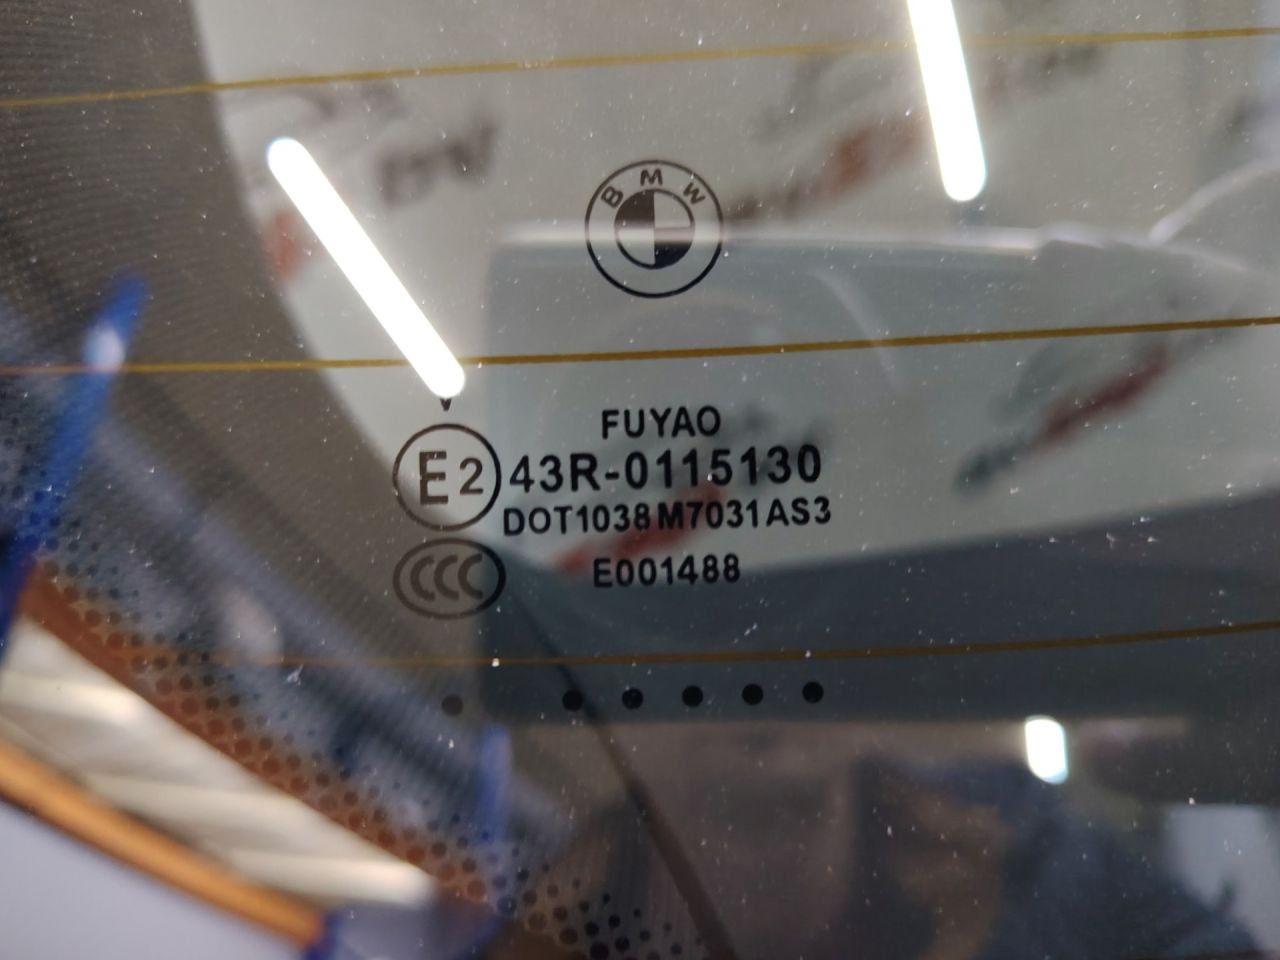 BMW
FUYAO
E2 43R-0115130
DOT1038 M7031 AS3
CCC E001488